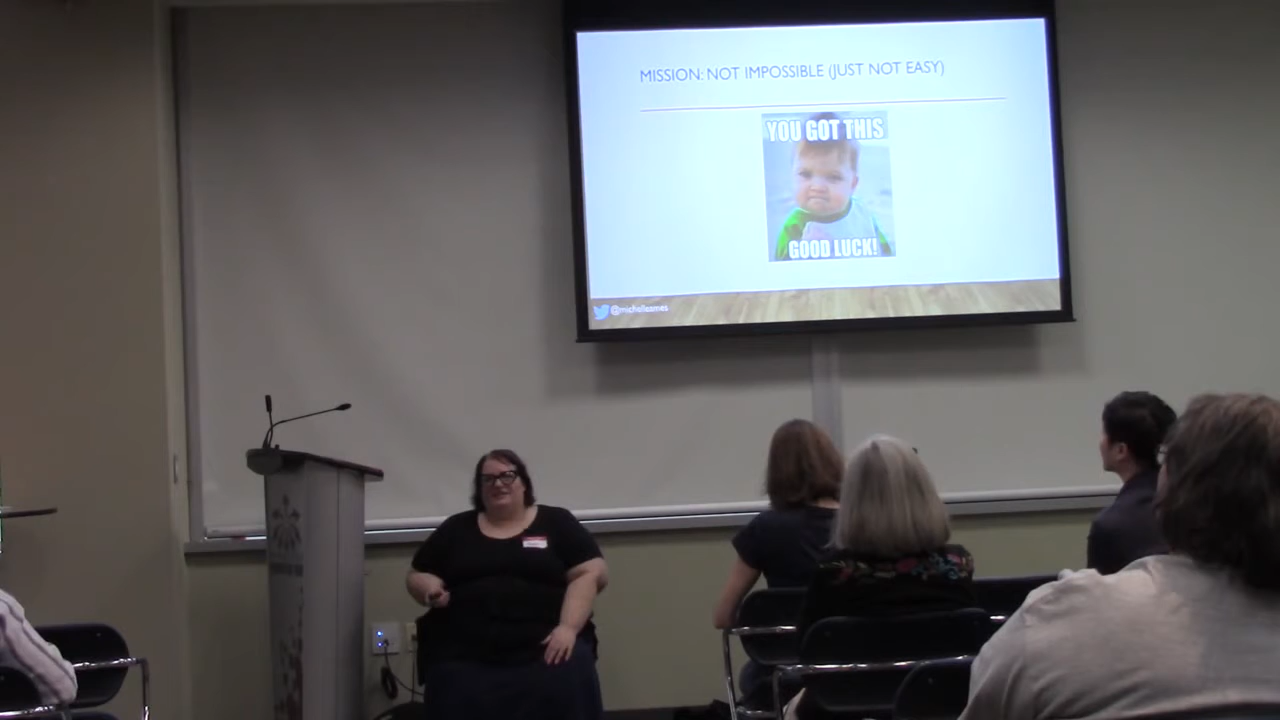 MISSION: NOT IMPOSSIBLE (JUST NOT EASY)
YOU GOT THIS
GOOD LUCK!
@michelleames